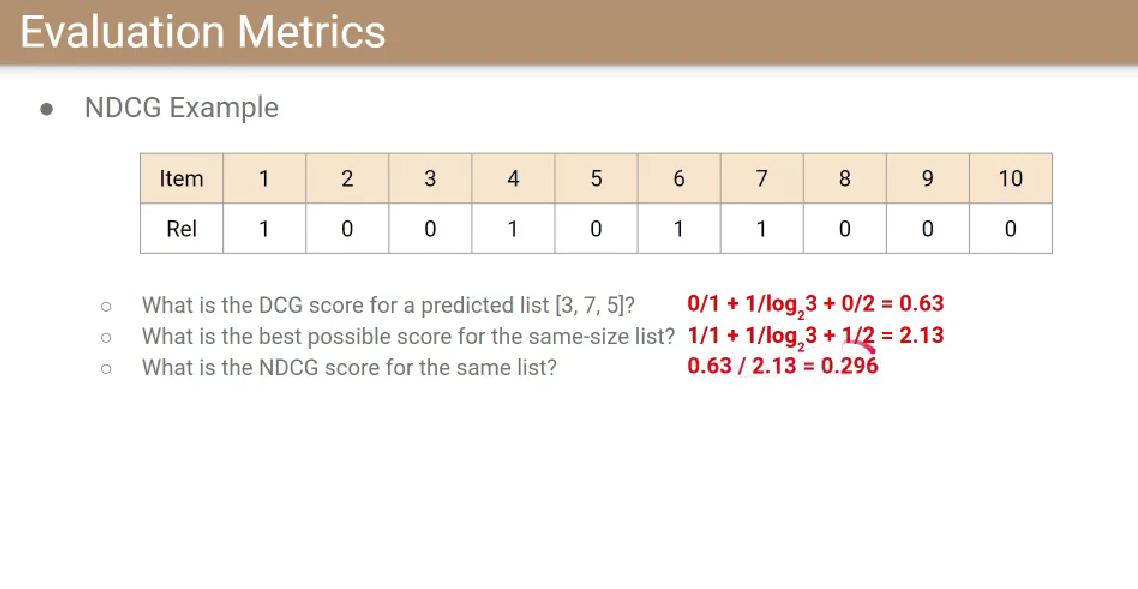 Evaluation Metrics
● NDCG Example
Item 1 2 3 4 5 6 7 8 9 10
Rel 1 0 0 1 0 1 1 0 0 0
○ What is the DCG score for a predicted list [3, 7, 5]? 0/1 + 1/log₂3 + 0/2 = 0.63
○ What is the best possible score for the same-size list? 1/1 + 1/log₂3 + 1/2 = 2.13
○ What is the NDCG score for the same list? 0.63 / 2.13 = 0.296